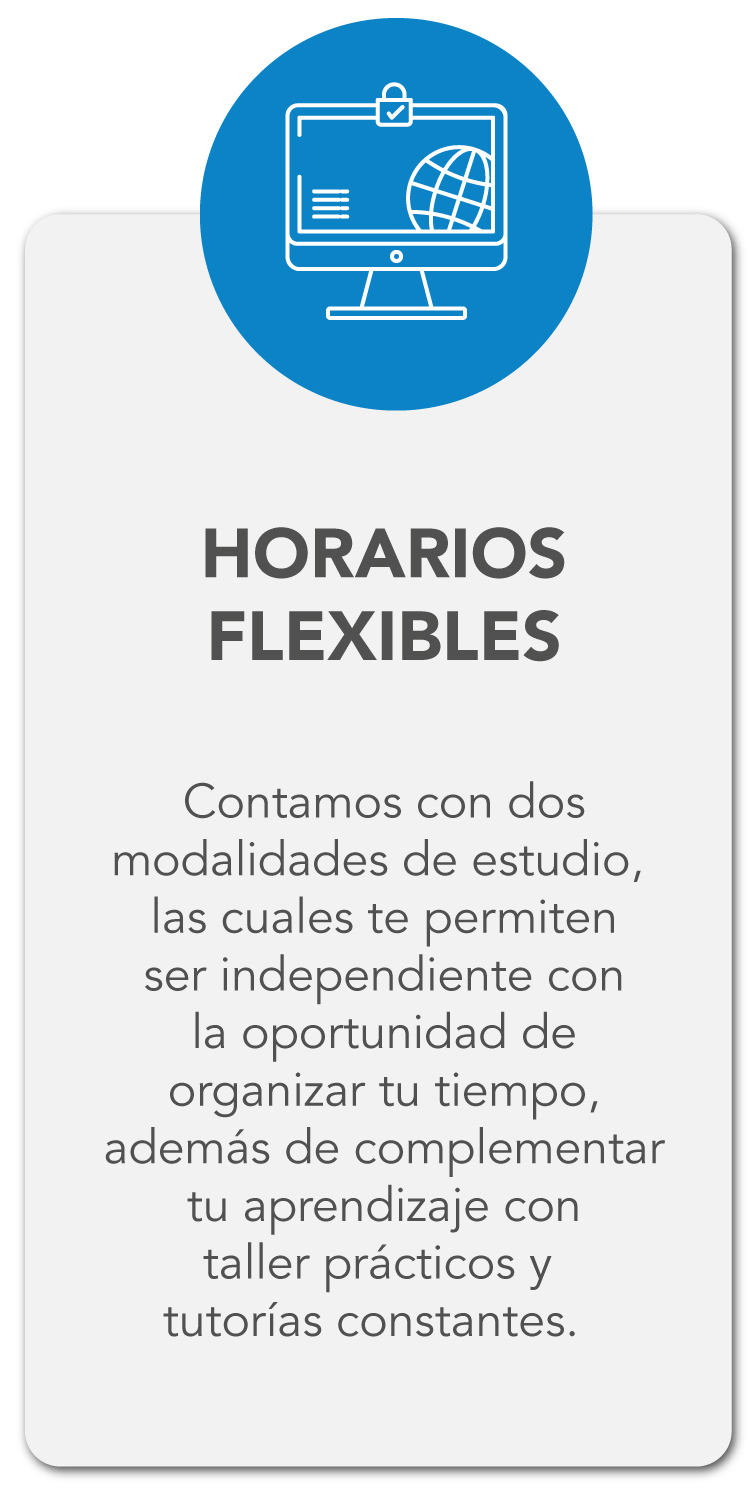 HORARIOS
FLEXIBLES
Contamos con dos
modalidades de estudio,
las cuales te permiten
ser independiente con
la oportunidad de
organizar tu tiempo,
además de complementar
tu aprendizaje con
taller prácticos y
tutorías constantes.